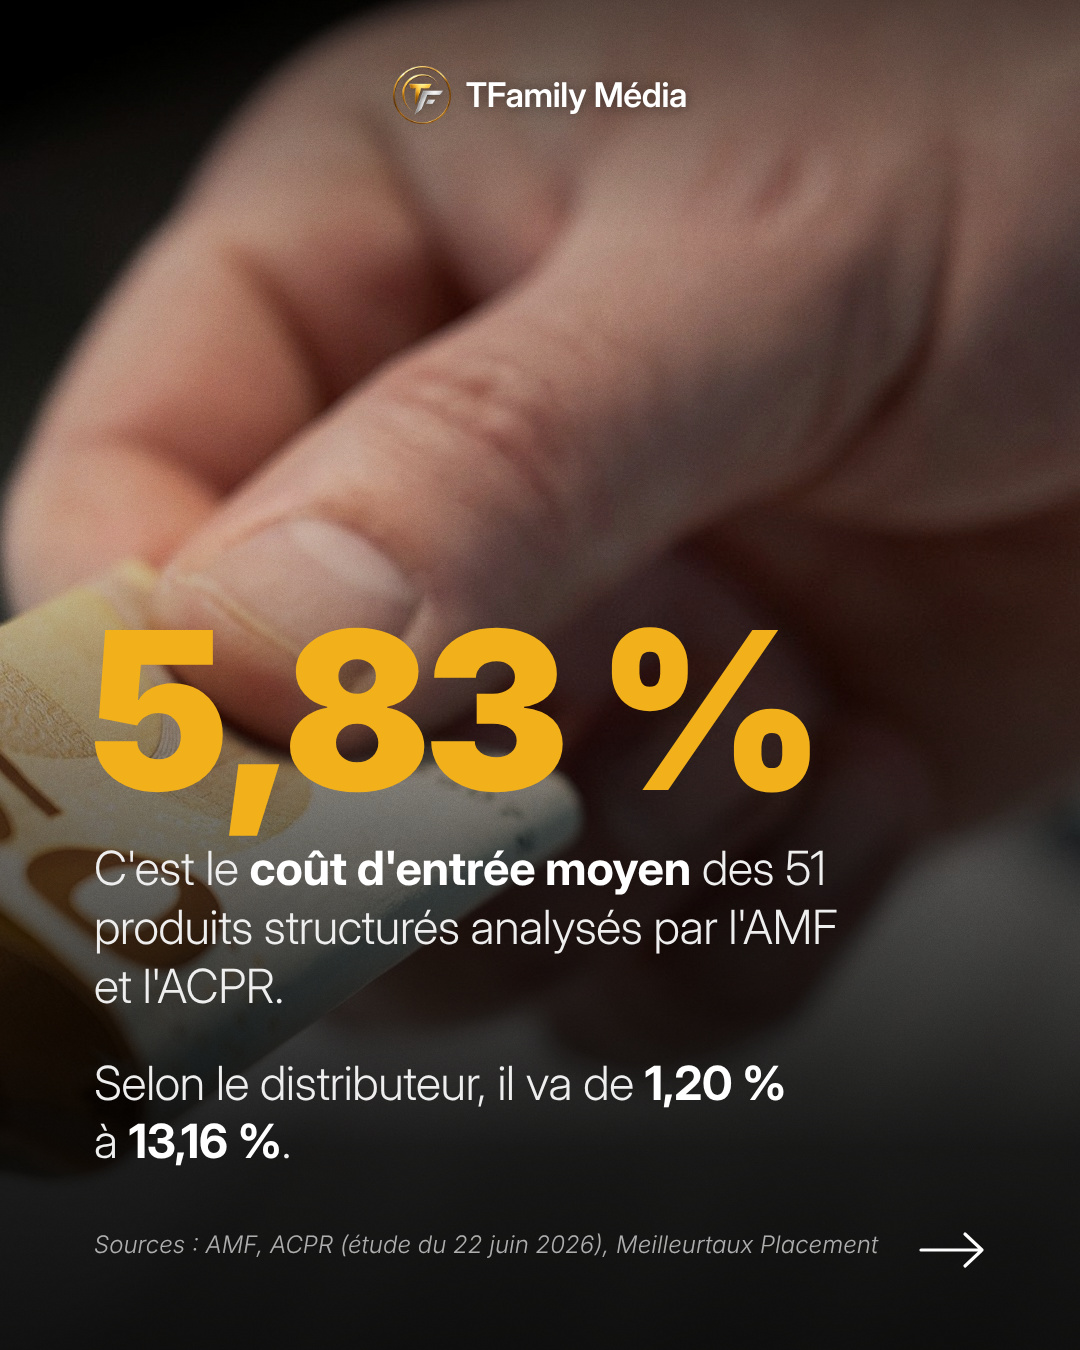 TFamily Média
5,83 %
C'est le coût d'entrée moyen des 51
produits structurés analysés par l'AMF
et l'ACPR.
Selon le distributeur, il va de 1,20 %
à 13,16 %.
Sources : AMF, ACPR (étude du 22 juin 2026), Meilleurtaux Placement